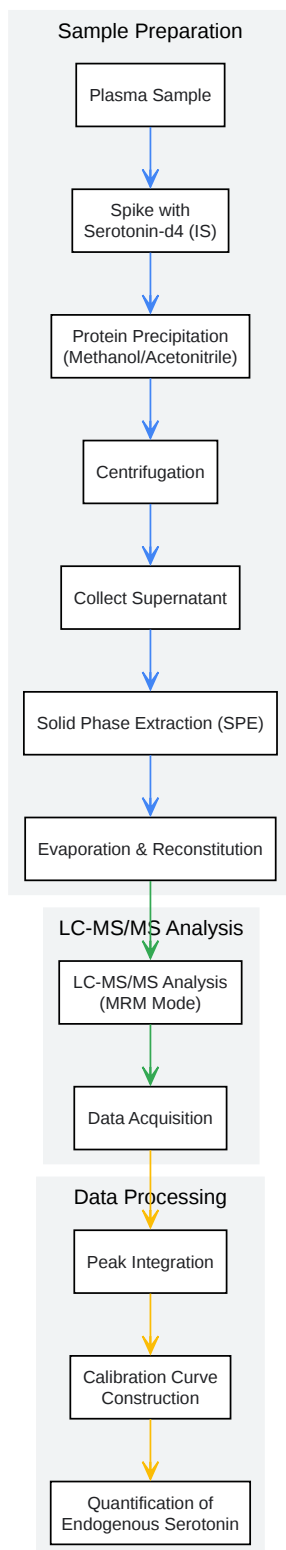 Sample Preparation
Plasma Sample
Spike with
Serotonin-d4 (IS)
Protein Precipitation
(Methanol/Acetonitrile)
Centrifugation
Collect Supernatant
Solid Phase Extraction (SPE)
Evaporation & Reconstitution
LC-MS/MS Analysis
LC-MS/MS Analysis
(MRM Mode)
Data Acquisition
Data Processing
Peak Integration
Calibration Curve
Construction
Quantification of
Endogenous Serotonin